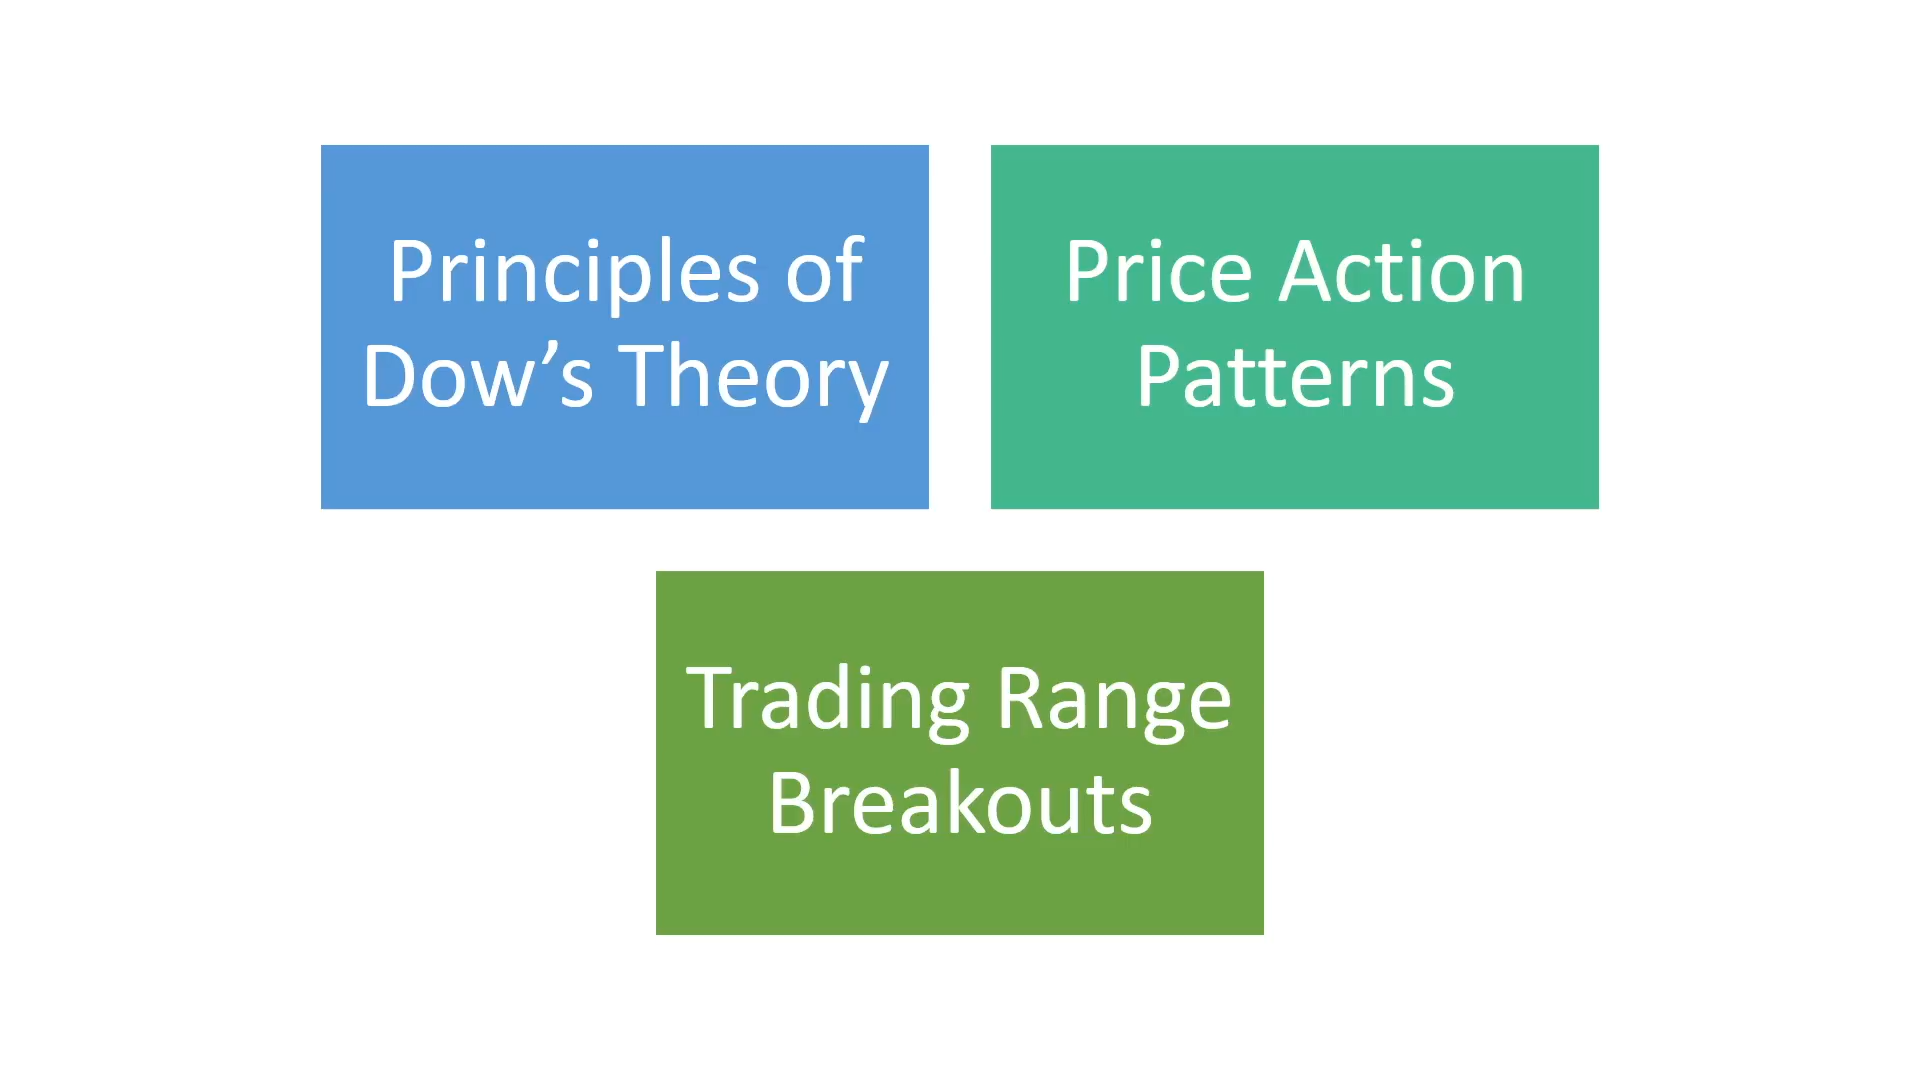 Principles of
Dow’s Theory
Price Action
Patterns
Trading Range
Breakouts